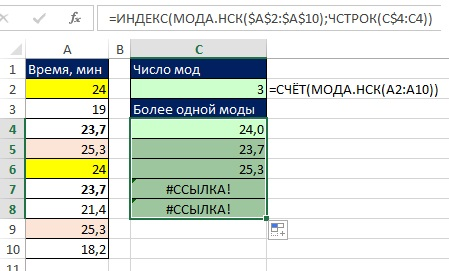 fx =ИНДЕКС(МОДА.НСК($A$2:$A$10);ЧСТРОК(C$4:C4))
A B C D E
1 Время, мин Число мод
2 24 3 =СЧЁТ(МОДА.НСК(A2:A10))
3 19 Более одной моды
4 23,7 24,0
5 25,3 23,7
6 24 25,3
7 23,7 #ССЫЛКА!
8 21,4 #ССЫЛКА!
9 25,3
10 18,2
11